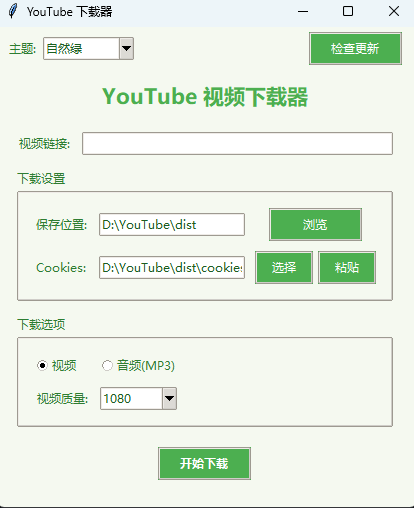 YouTube 下载器
主题: 自然绿 检查更新
YouTube 视频下载器
视频链接:
下载设置
保存位置: D:\YouTube\dist 浏览
Cookies: D:\YouTube\dist\cookies 选择 粘贴
下载选项
视频 音频(MP3)
视频质量: 1080
开始下载